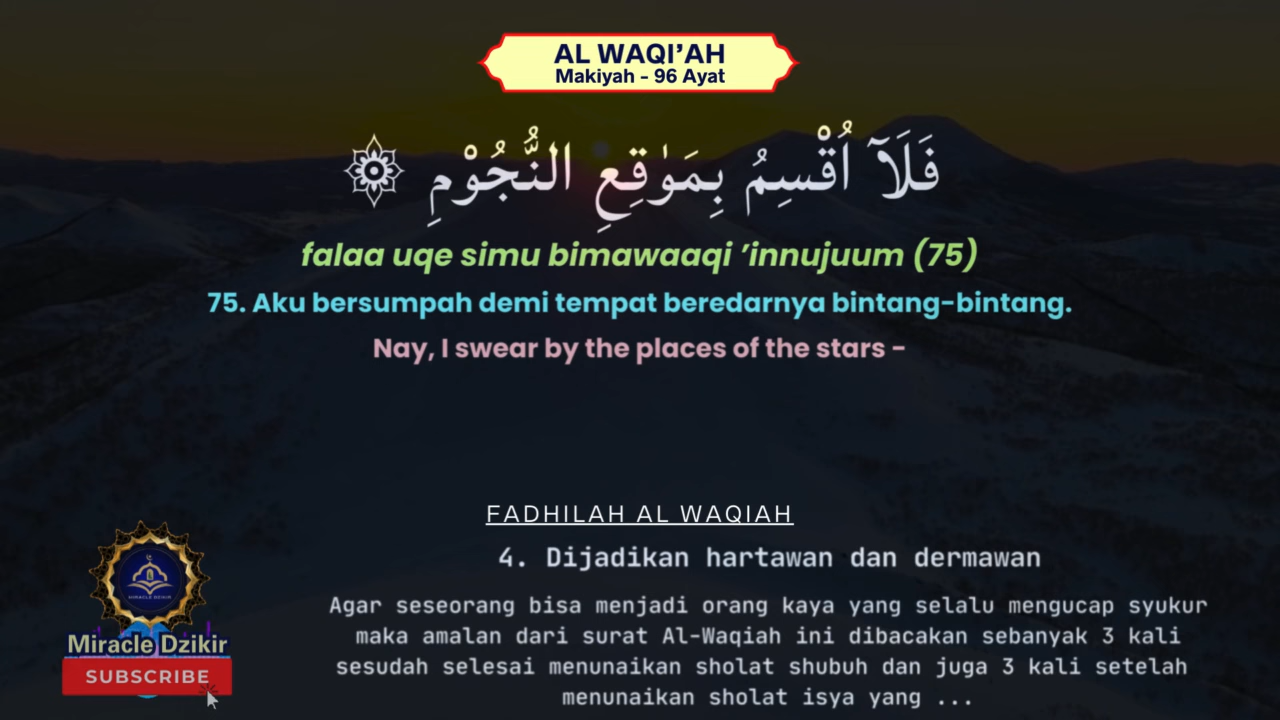 AL WAQI’AH
Makiyah - 96 Ayat
فَلَآ اُقْسِمُ بِمَوٰقِعِ النُّجُوْمِ
falaa uqe simu bimawaaqi ’innujuum (75)
75. Aku bersumpah demi tempat beredarnya bintang-bintang.
Nay, I swear by the places of the stars -
FADHILAH AL WAQIAH
4. Dijadikan hartawan dan dermawan
Agar seseorang bisa menjadi orang kaya yang selalu mengucap syukur
maka amalan dari surat Al-Waqiah ini dibacakan sebanyak 3 kali
sesudah selesai menunaikan sholat shubuh dan juga 3 kali setelah
menunaikan sholat isya yang ...
MIRACLE DZIKIR
Miracle Dzikir
SUBSCRIBE